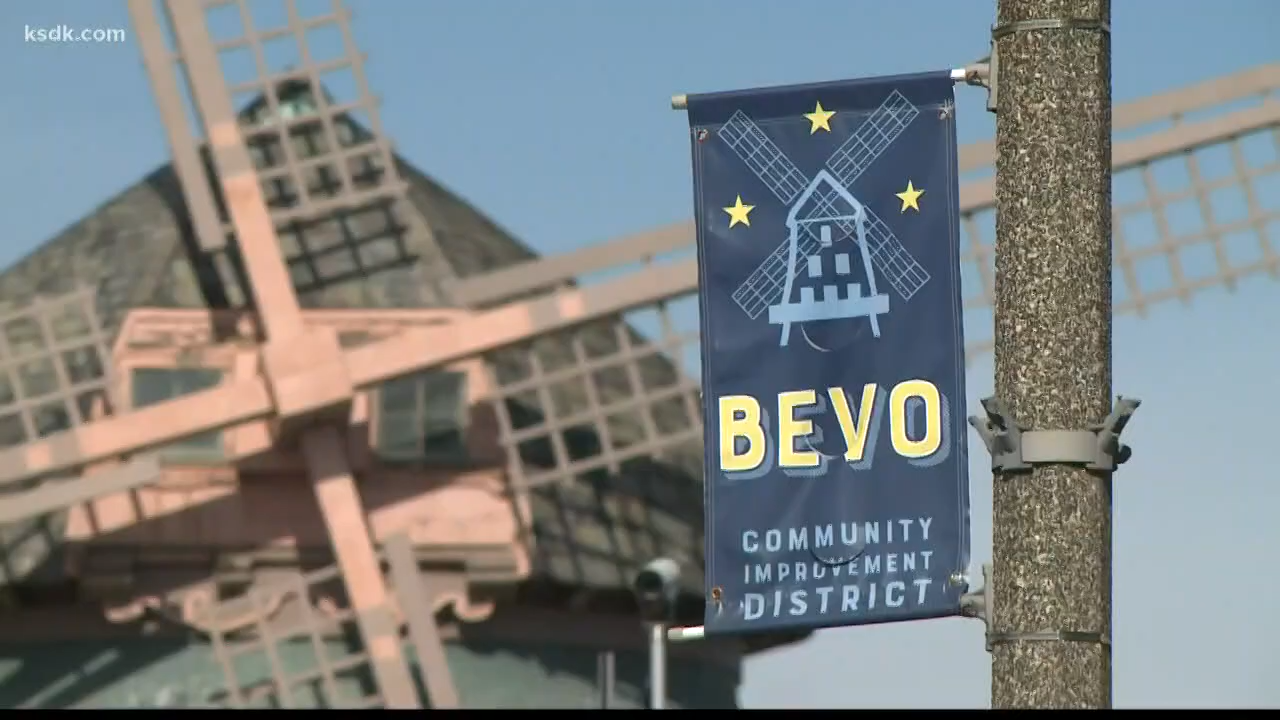 ksdk.com
BEVO
COMMUNITY
IMPROVEMENT
DISTRICT